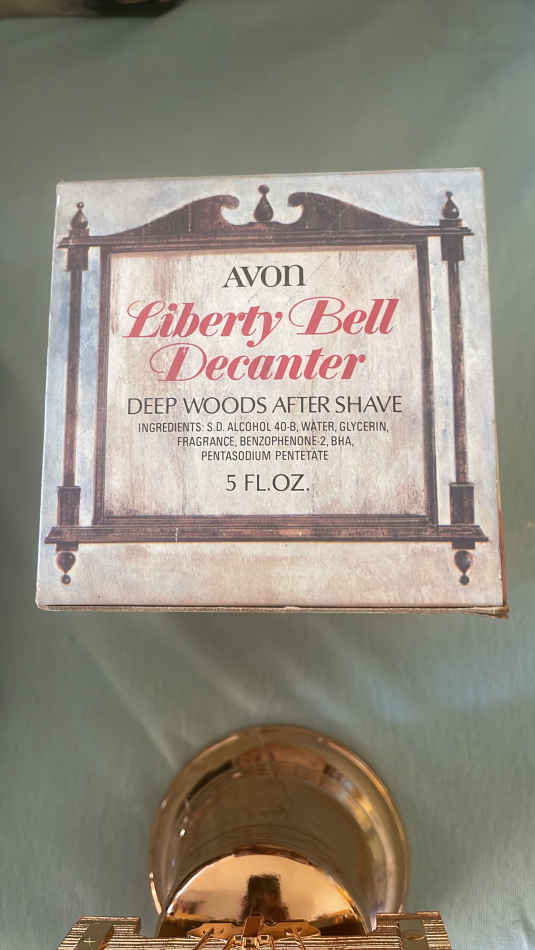 AVON
Liberty Bell
Decanter
DEEP WOODS AFTER SHAVE
INGREDIENTS: S.D. ALCOHOL 40-B, WATER, GLYCERIN,
FRAGRANCE, BENZOPHENONE-2, BHA,
PENTASODIUM PENTETATE
5 FL.OZ.